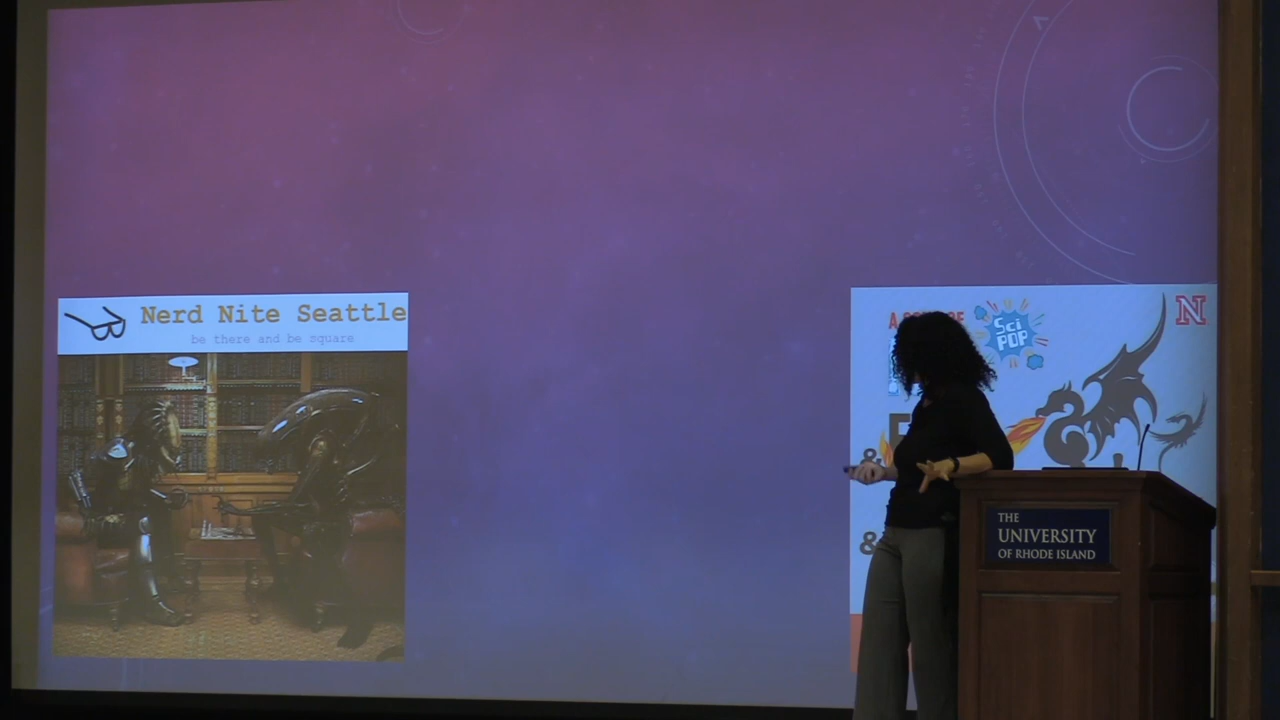 Nerd Nite Seattle
be there and be square
Sci
POP
N
&
&
THE
UNIVERSITY
OF RHODE ISLAND